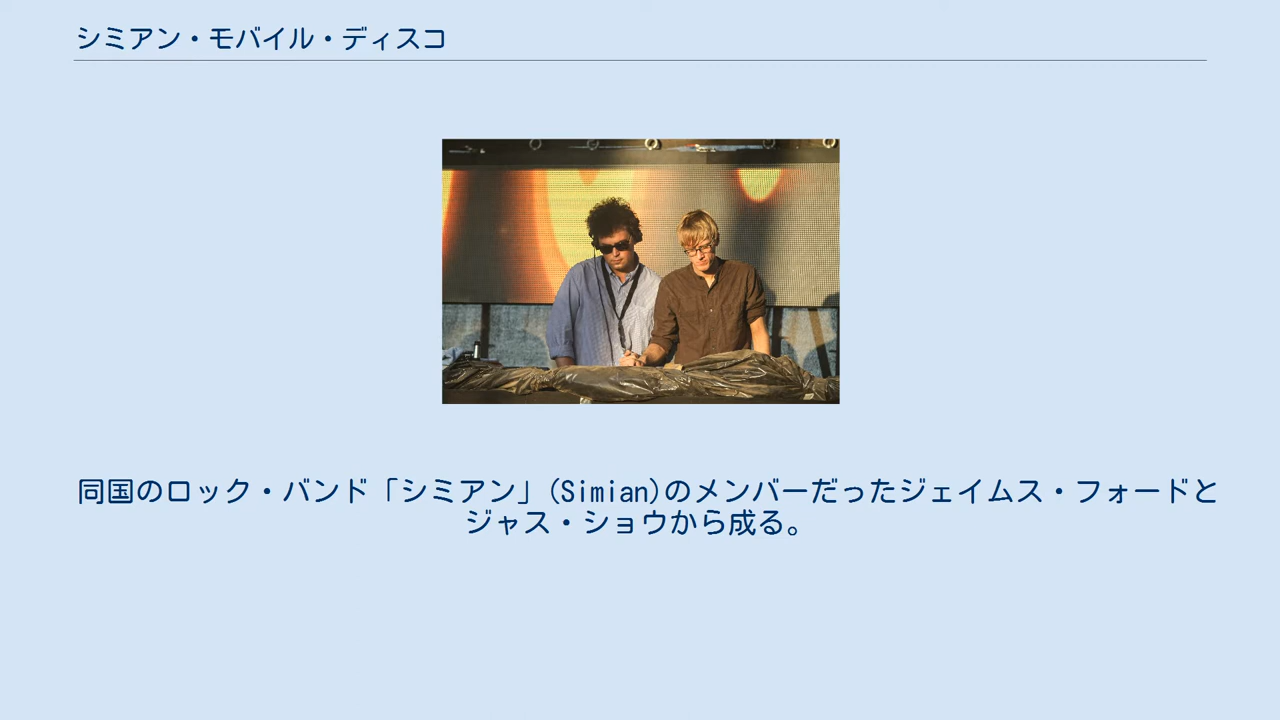 シミアン・モバイル・ディスコ
同国のロック・バンド「シミアン」(Simian)のメンバーだったジェイムス・フォードと
ジャス・ショウから成る。